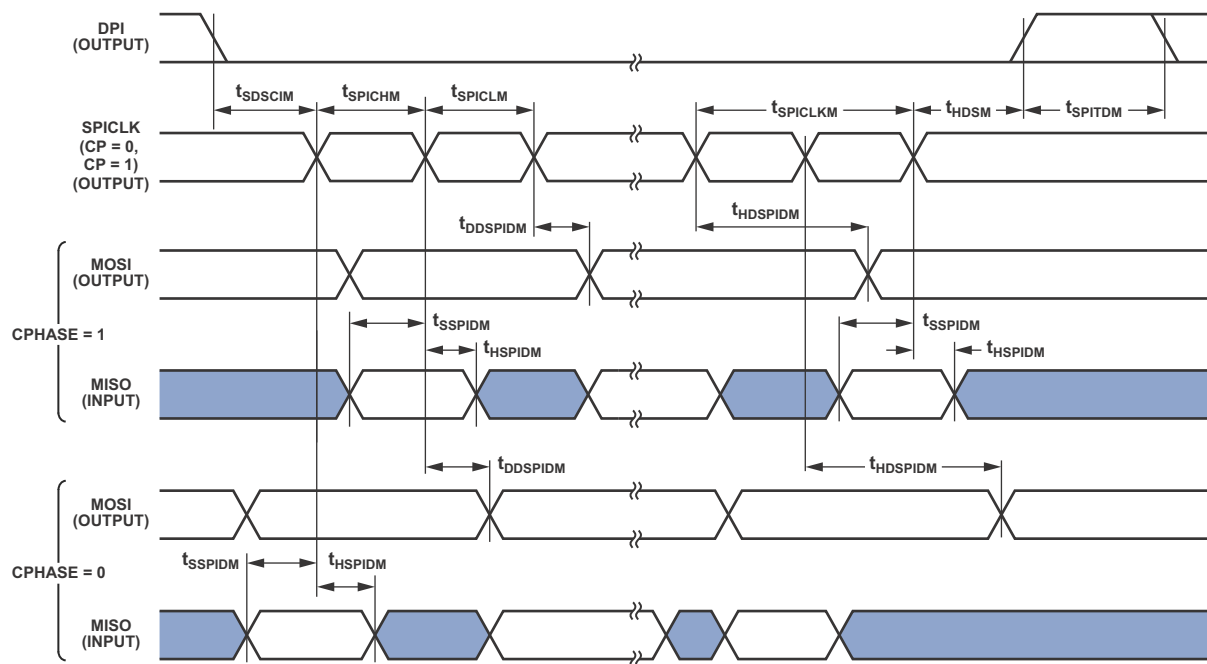 DPI
(OUTPUT)
tSDSCIM
tSPICHM
tSPICLM
tSPICLKM
tHDSM
tSPITDM
SPICLK
(CP = 0,
CP = 1)
(OUTPUT)
tDDSPIDM
tHDSPIDM
MOSI
(OUTPUT)
CPHASE = 1
tSSPIDM
tSSPIDM
tHSPIDM
tHSPIDM
MISO
(INPUT)
tDDSPIDM
tHDSPIDM
MOSI
(OUTPUT)
tSSPIDM
tHSPIDM
CPHASE = 0
MISO
(INPUT)